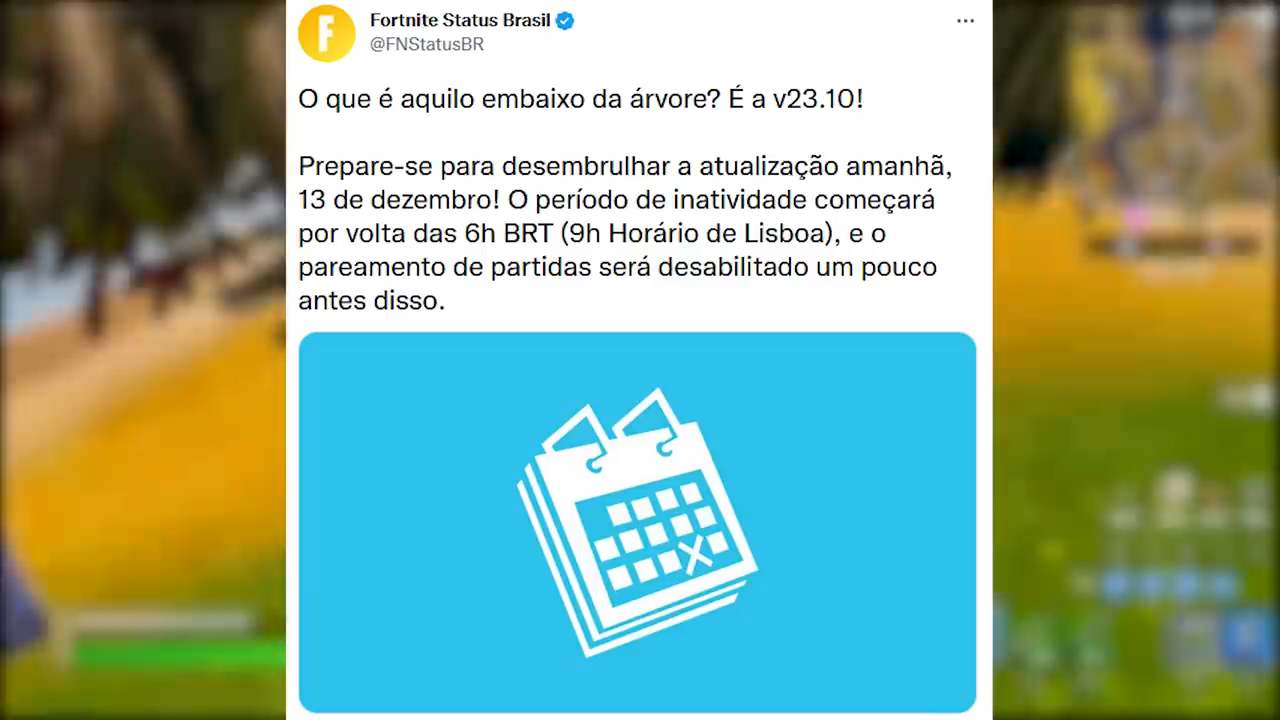 Fortnite Status Brasil
@FNStatusBR
O que é aquilo embaixo da árvore? É a v23.10!
Prepare-se para desembrulhar a atualização amanhã,
13 de dezembro! O período de inatividade começará
por volta das 6h BRT (9h Horário de Lisboa), e o
pareamento de partidas será desabilitado um pouco
antes disso.